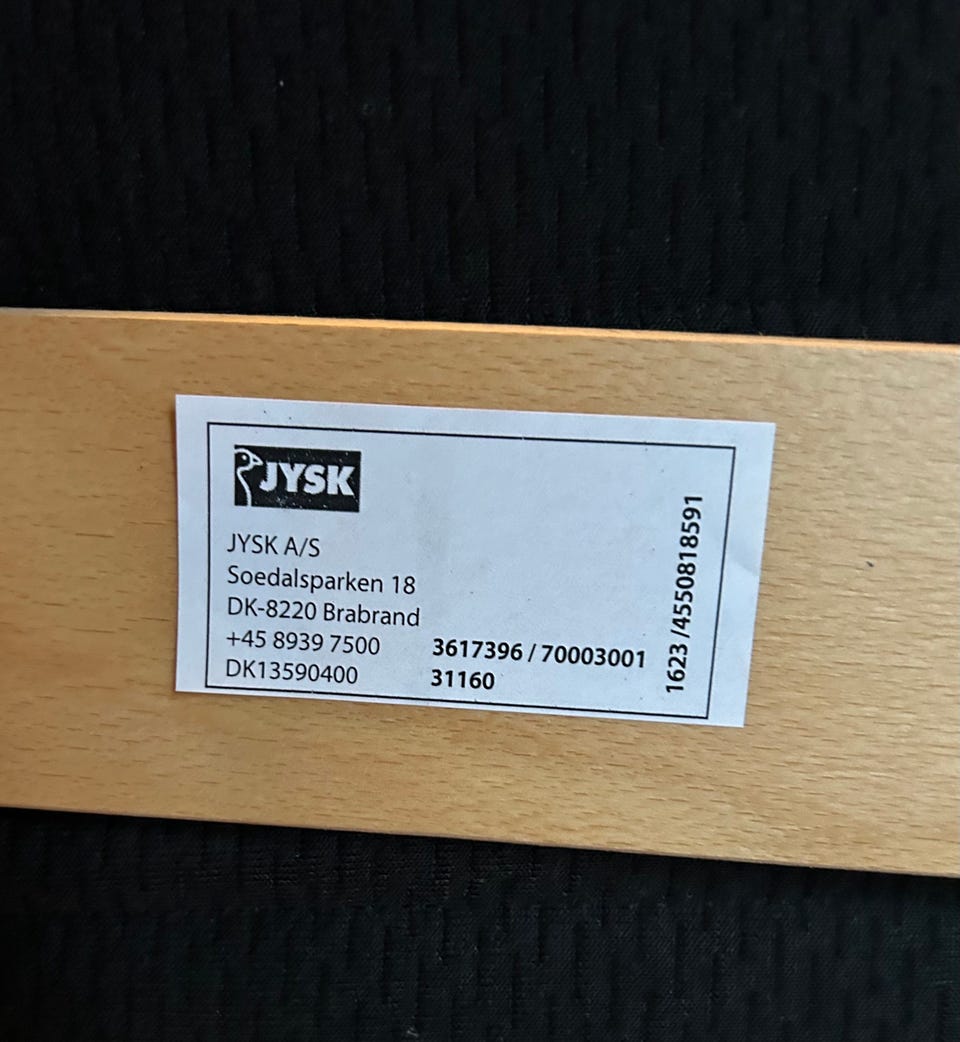 JYSK
JYSK A/S
Soedalsparken 18
DK-8220 Brabrand
+45 8939 7500
DK13590400
3617396 / 70003001
31160
1623 /4550818591